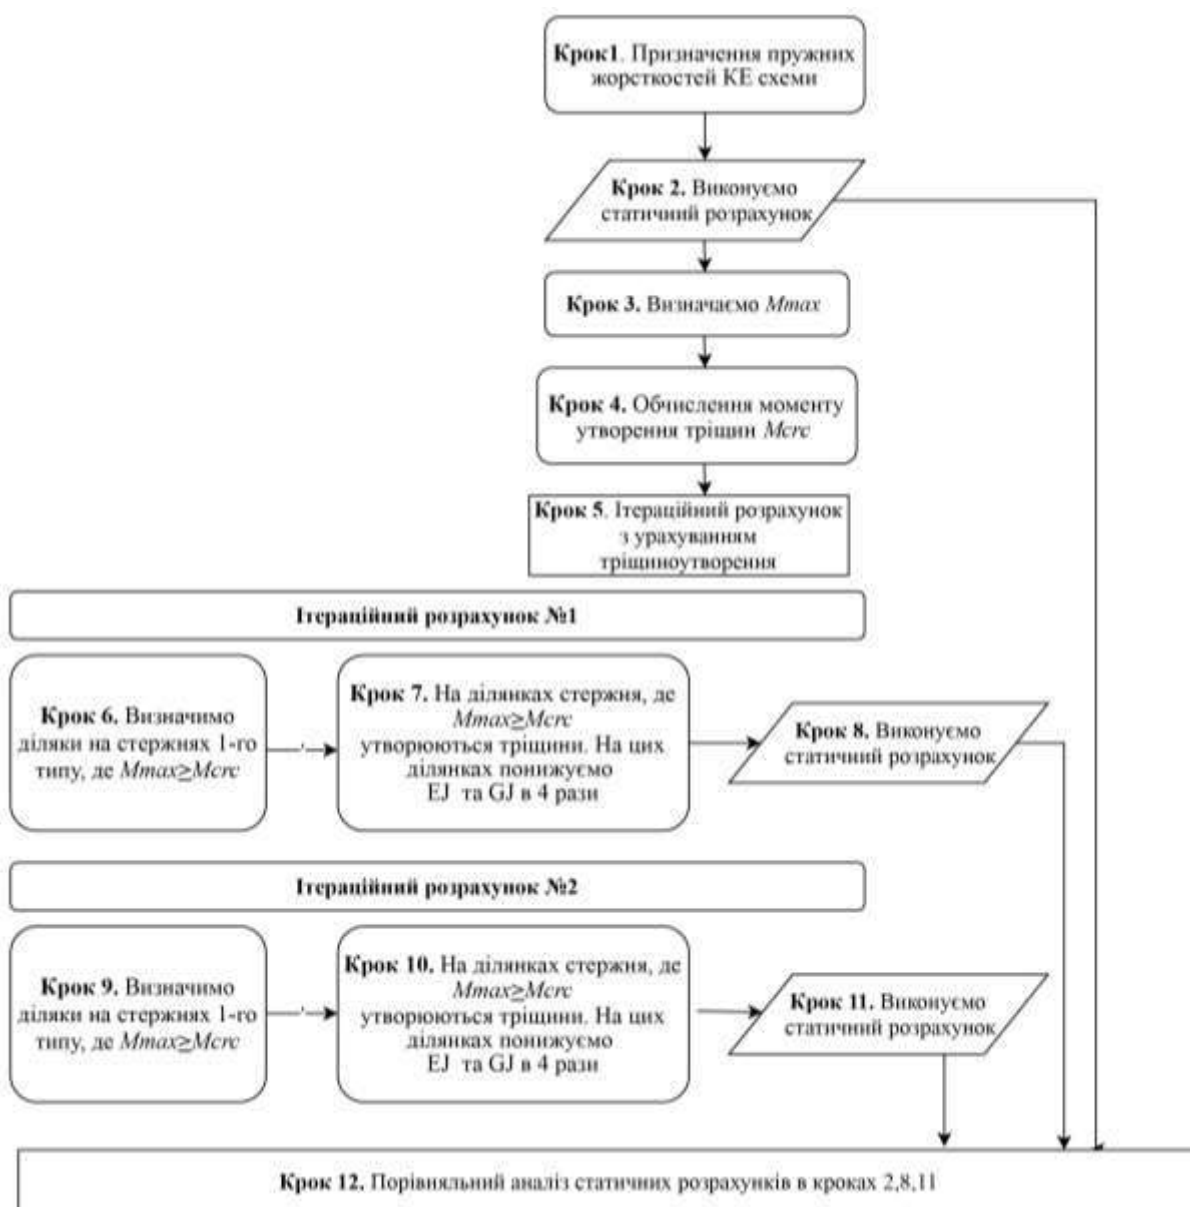 Крок1. Призначення пружних
жорсткостей КЕ схеми
Крок 2. Виконуємо
статичний розрахунок
Крок 3. Визначаємо Mmax
Крок 4. Обчислення моменту
утворення тріщин Mcrc
Крок 5. Ітераційний розрахунок
з урахуванням
тріщиноутворення
Ітераційний розрахунок №1
Крок 6. Визначимо
діляки на стержнях 1-го
типу, де Mmax≥Mcrc
Крок 7. На ділянках стержня, де
Mmax≥Mcrc
утворюються тріщини. На цих
ділянках понижуємо
EJ та GJ в 4 рази
Крок 8. Виконуємо
статичний розрахунок
Ітераційний розрахунок №2
Крок 9. Визначимо
діляки на стержнях 1-го
типу, де Mmax≥Mcrc
Крок 10. На ділянках стержня, де
Mmax≥Mcrc
утворюються тріщини. На цих
ділянках понижуємо
EJ та GJ в 4 рази
Крок 11. Виконуємо
статичний розрахунок
Крок 12. Порівняльний аналіз статичних розрахунків в кроках 2,8,11